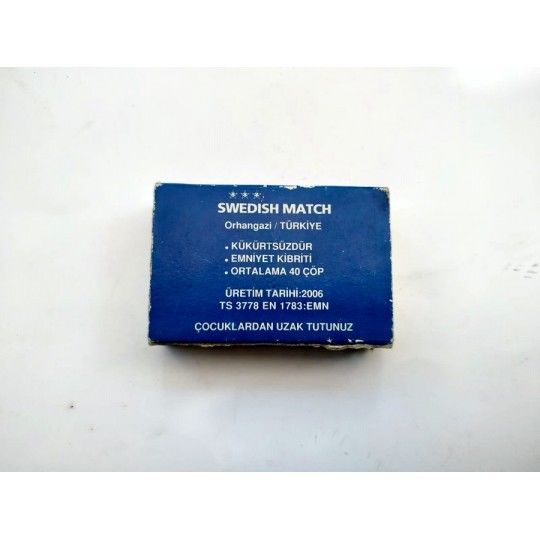 SWEDISH MATCH
Orhangazi / TÜRKİYE
• KÜKÜRTSÜZDÜR
• EMNİYET KİBRİTİ
• ORTALAMA 40 ÇÖP
ÜRETİM TARİHİ:2006
TS 3778 EN 1783:EMN
ÇOCUKLARDAN UZAK TUTUNUZ